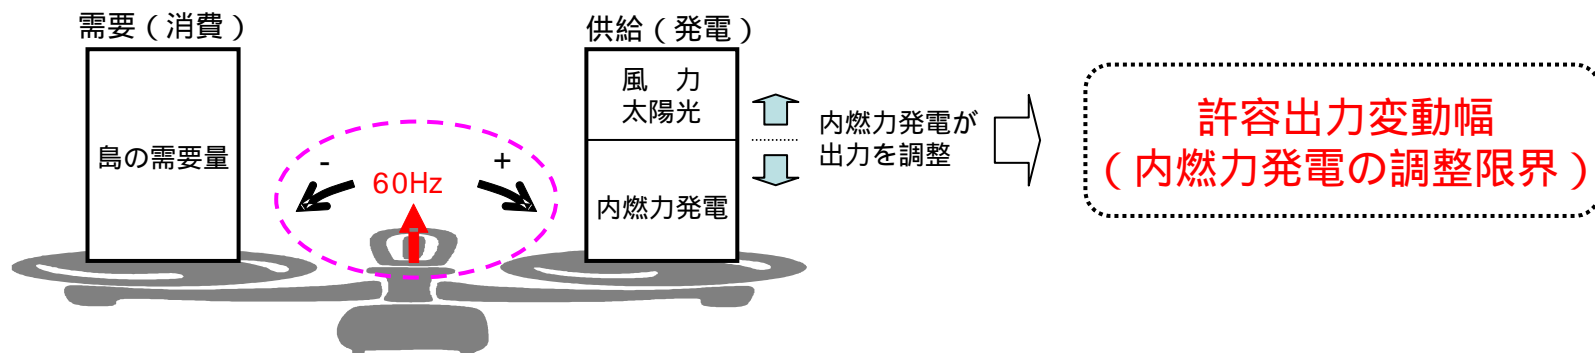 需要（消費）
島の需要量
-
60Hz
+
供給（発電）
風　力
太陽光
内燃力発電
内燃力発電が
出力を調整
許容出力変動幅
（内燃力発電の調整限界）